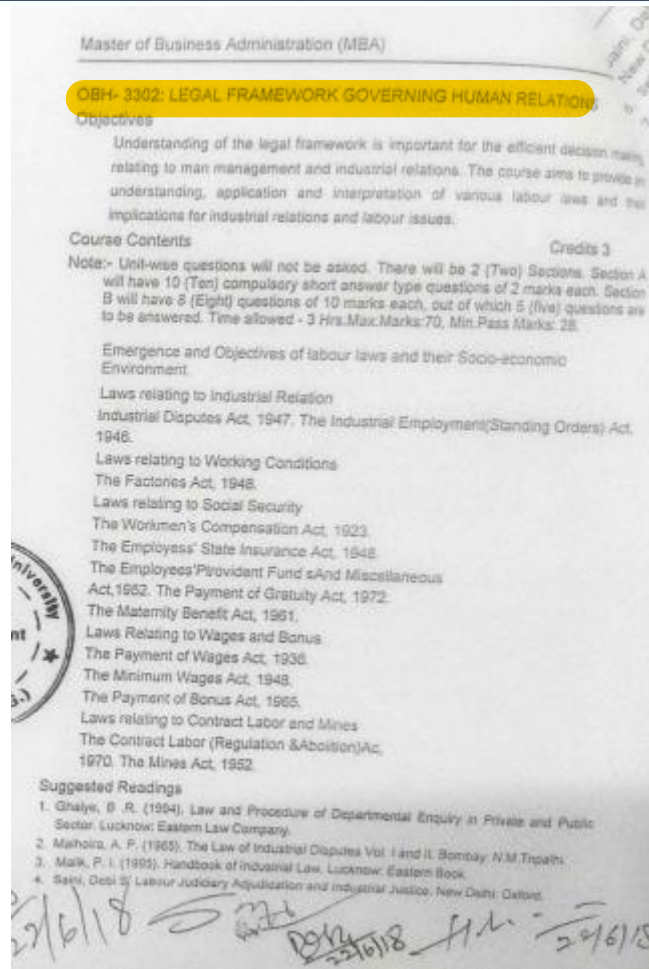 Master of Business Administration (MBA)
OBH- 3302: LEGAL FRAMEWORK GOVERNING HUMAN RELATIONS
Objectives
Understanding of the legal framework is important for the efficient decision making,
relating to man management and industrial relations. The course aims to provide an
understanding, application and interpretation of various labour laws and their
implications for industrial relations and labour issues.
Course Contents Credits 3
Note:- Unit-wise questions will not be asked. There will be 2 (Two) Sections. Section A
will have 10 (Ten) compulsory short answer type questions of 2 marks each. Section
B will have 8 (Eight) questions of 10 marks each, out of which 5 (five) questions are
to be answered. Time allowed - 3 Hrs.Max.Marks:70, Min.Pass Marks: 28.
Emergence and Objectives of labour laws and their Socio-economic
Environment.
Laws relating to Industrial Relation
Industrial Disputes Act, 1947. The Industrial Employment(Standing Orders) Act,
1946.
Laws relating to Working Conditions
The Factories Act, 1948.
Laws relating to Social Security
The Workmen's Compensation Act, 1923.
The Employess' State Insurance Act, 1948.
The Employees'Plrovident Fund sAnd Miscellaneous
Act,1952. The Payment of Gratuity Act, 1972.
The Maternity Benefit Act, 1961.
Laws Relating to Wages and Bonus
The Payment of Wages Act, 1936.
The Minimum Wages Act, 1948.
The Payment of Bonus Act, 1965.
Laws relating to Contract Labor and Mines
The Contract Labor (Regulation &Abolition)Ac,
1970. The Mines Act, 1952.
Suggested Readings
1. Ghaiye, B .R. (1994). Law and Procedure of Departmental Enquiry in Private and Public
Sector. Lucknow: Eastern Law Company.
2. Malhotra, A. P. (1965). The Law of Industrial Disputes Vol. I and II. Bombay: N.M.Tripathi.
3. Malik, P. I. (1995). Handbook of Industrial Law. Lucknow: Eastern Book.
4. Saini, Debi S. Labour Judiciary Adjudication and Industrial Justice. New Delhi: Oxford.
22/6/18 22/6/18 22/6/18